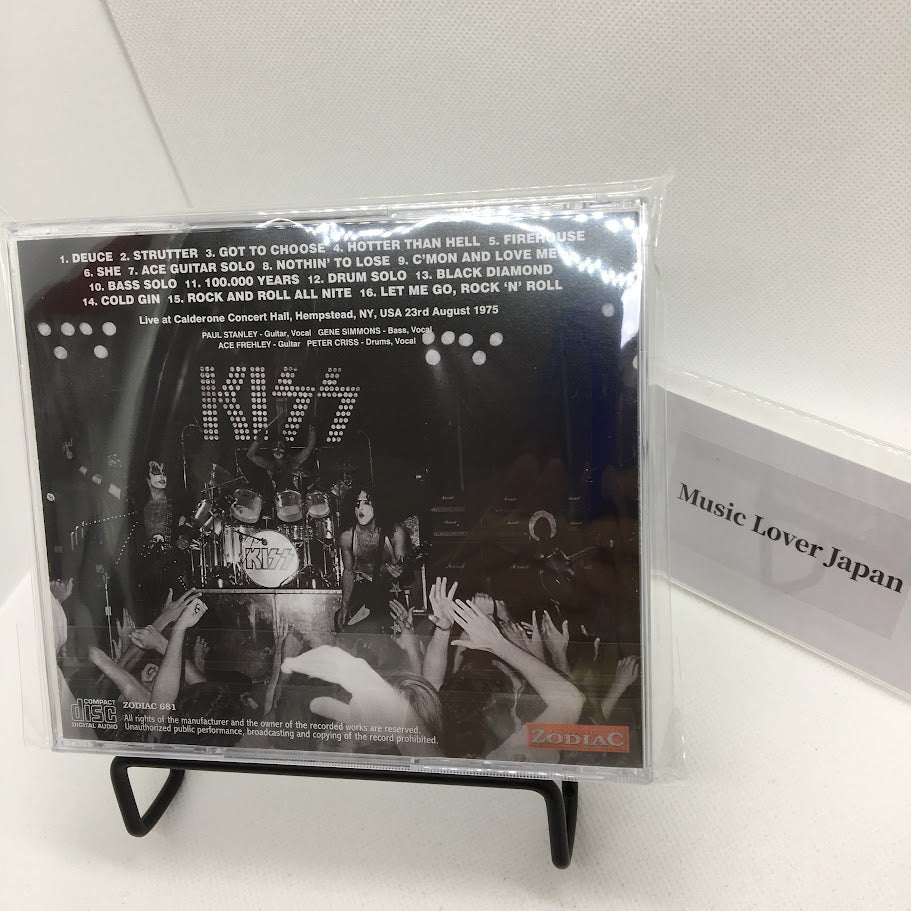 1. DEUCE 2. STRUTTER 3. GOT TO CHOOSE 4. HOTTER THAN HELL 5. FIREHOUSE
6. SHE 7. ACE GUITAR SOLO 8. NOTHIN' TO LOSE 9. C'MON AND LOVE ME
10. BASS SOLO 11. 100.000 YEARS 12. DRUM SOLO 13. BLACK DIAMOND
14. COLD GIN 15. ROCK AND ROLL ALL NITE 16. LET ME GO, ROCK 'N' ROLL
Live at Calderone Concert Hall, Hempstead, NY, USA 23rd August 1975
PAUL STANLEY - Guitar, Vocal GENE SIMMONS - Bass, Vocal
ACE FREHLEY - Guitar PETER CRISS - Drums, Vocal
KISS
KISS
Music Lover Japan
COMPACT
disc
DIGITAL AUDIO
ZODIAC 681
All rights of the manufacturer and the owner of the recorded works are reserved.
Unauthorized public performance, broadcasting and copying of the record prohibited.
ZODIAC